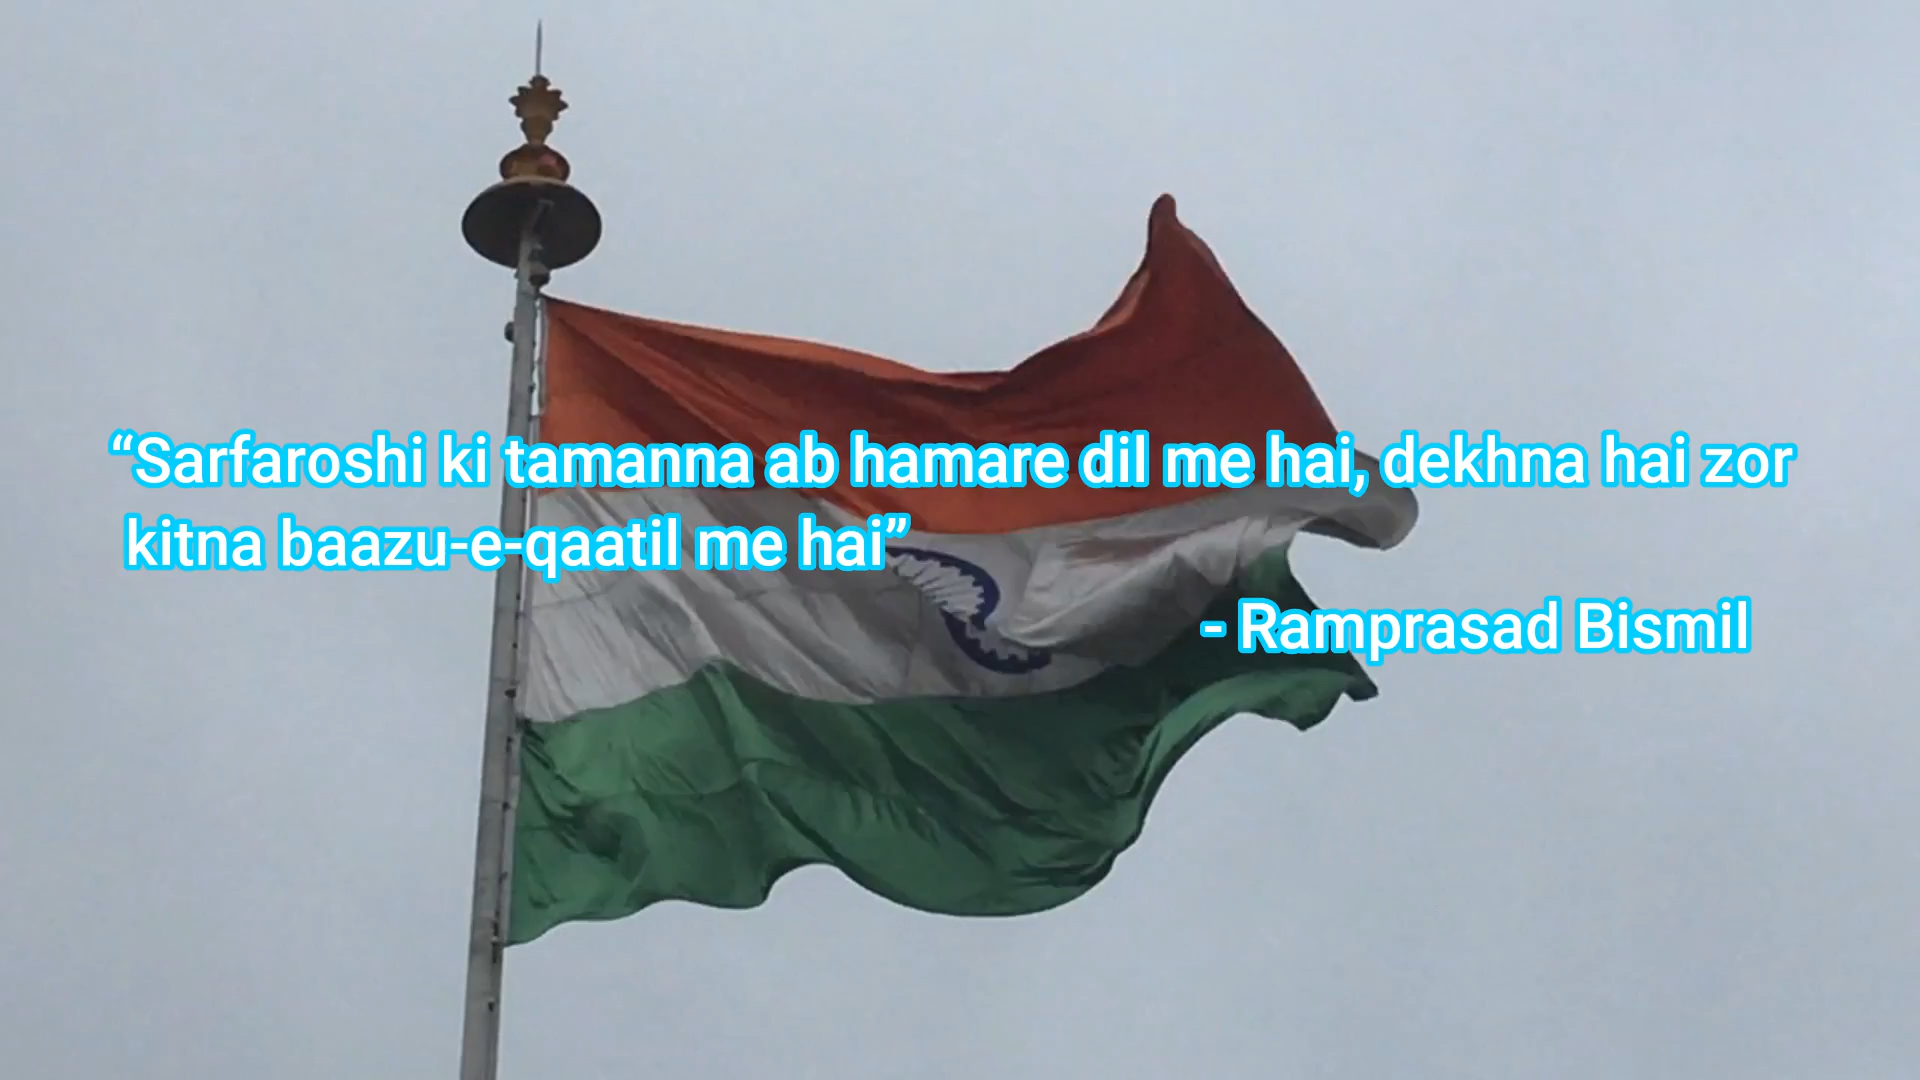 “Sarfaroshi ki tamanna ab hamare dil me hai, dekhna hai zor
kitna baazu-e-qaatil me hai”
- Ramprasad Bismil